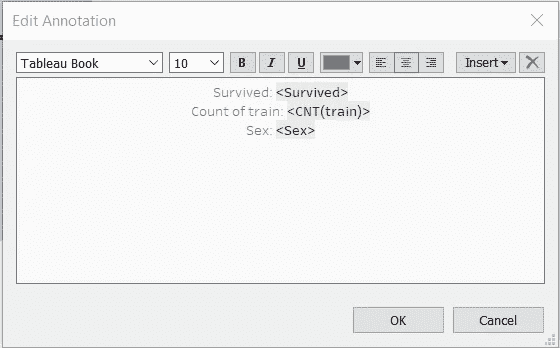 Edit Annotation
Tableau Book 10 B I U Insert
Survived: <Survived>
Count of train: <CNT(train)>
Sex: <Sex>
OK Cancel